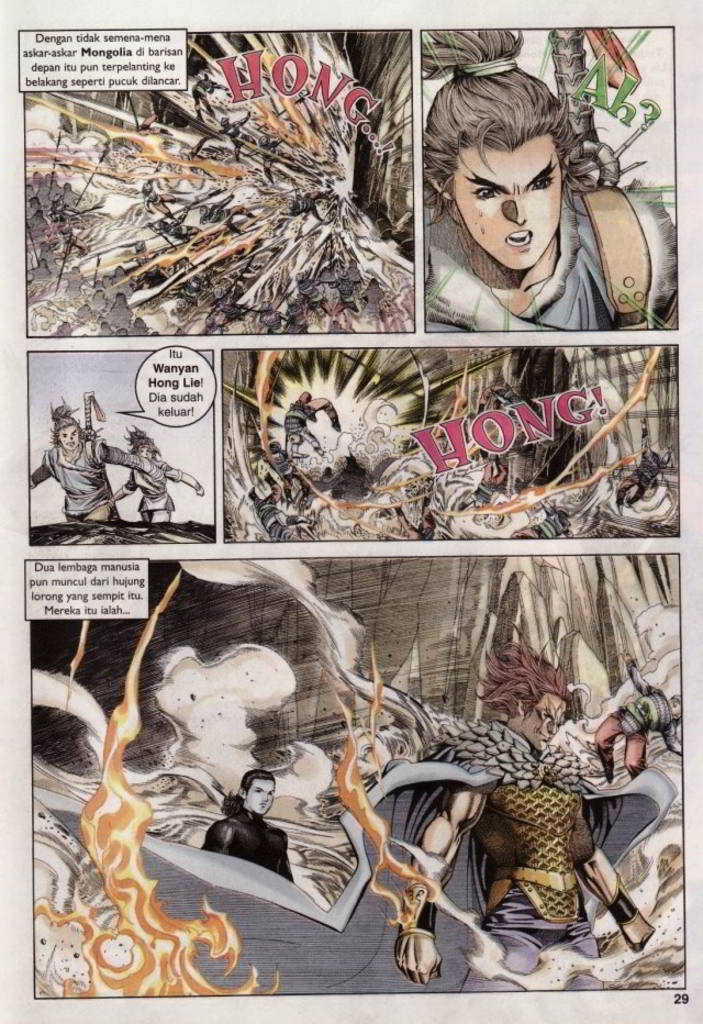 Dengan tidak semena-mena
askar-askar Mongolia di barisan
depan itu pun terpelanting ke
belakang seperti pucuk dilancar.
HONG...!
Ah?
Itu
Wanyan
Hong Lie!
Dia sudah
keluar!
HONG!
Dua lembaga manusia
pun muncul dari hujung
lorong yang sempit itu.
Mereka itu ialah...
29